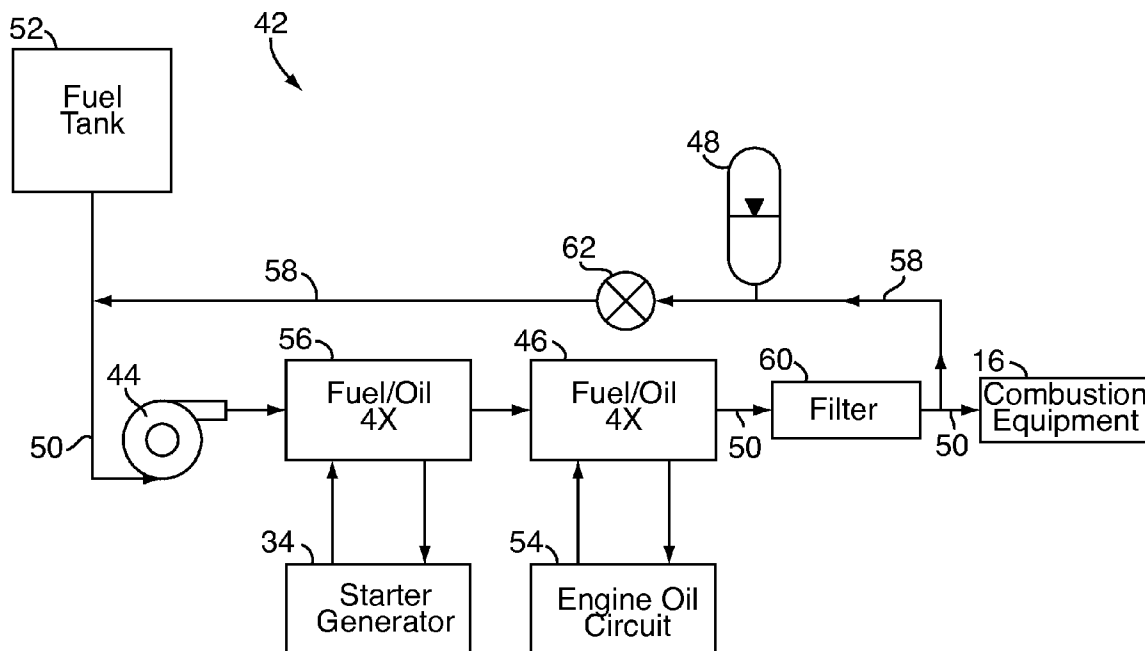 52
Fuel
Tank
42
48
62
58
58
56
Fuel/Oil
4X
46
Fuel/Oil
4X
60
Filter
16
Combustion
Equipment
44
50
50
50
34
Starter
Generator
54
Engine Oil
Circuit